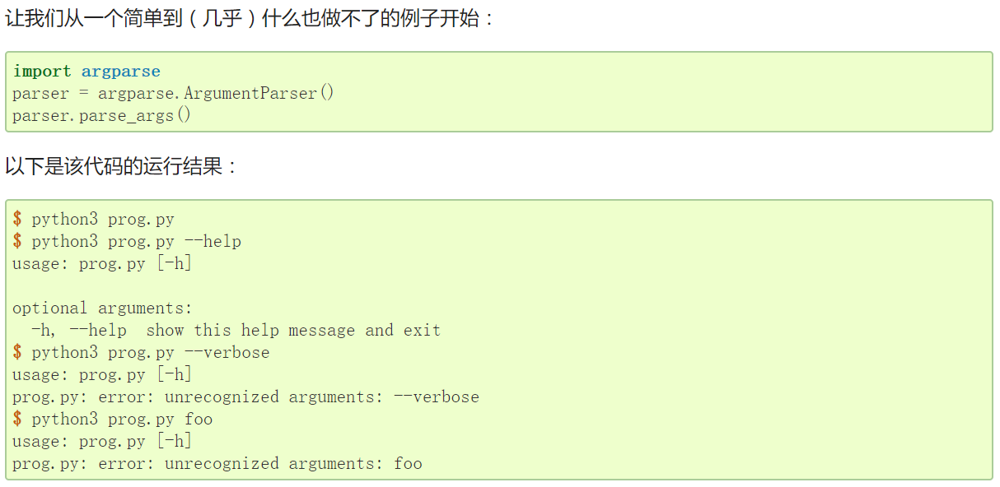 让我们从一个简单到（几乎）什么也做不了的例子开始：
import argparse
parser = argparse.ArgumentParser()
parser.parse_args()
以下是该代码的运行结果：
$ python3 prog.py
$ python3 prog.py --help
usage: prog.py [-h]

optional arguments:
  -h, --help  show this help message and exit
$ python3 prog.py --verbose
usage: prog.py [-h]
prog.py: error: unrecognized arguments: --verbose
$ python3 prog.py foo
usage: prog.py [-h]
prog.py: error: unrecognized arguments: foo